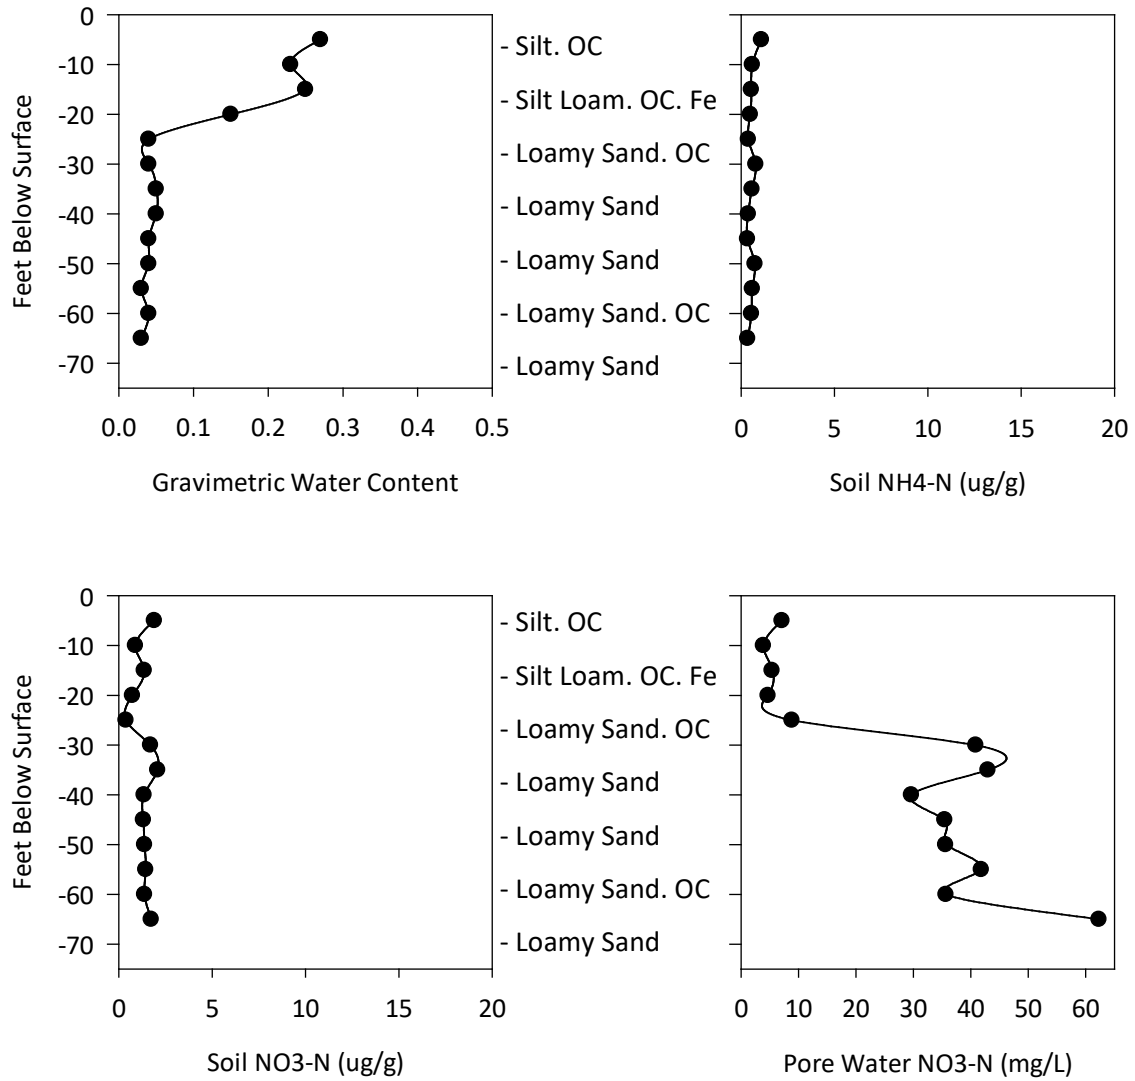 0
-10
-20
-30
-40
-50
-60
-70
Feet Below Surface
0.0 0.1 0.2 0.3 0.4 0.5
Gravimetric Water Content
- Silt. OC
- Silt Loam. OC. Fe
- Loamy Sand. OC
- Loamy Sand
- Loamy Sand
- Loamy Sand. OC
- Loamy Sand
0 5 10 15 20
Soil NH4-N (ug/g)
0
-10
-20
-30
-40
-50
-60
-70
Feet Below Surface
0 5 10 15 20
Soil NO3-N (ug/g)
- Silt. OC
- Silt Loam. OC. Fe
- Loamy Sand. OC
- Loamy Sand
- Loamy Sand
- Loamy Sand. OC
- Loamy Sand
0 10 20 30 40 50 60
Pore Water NO3-N (mg/L)